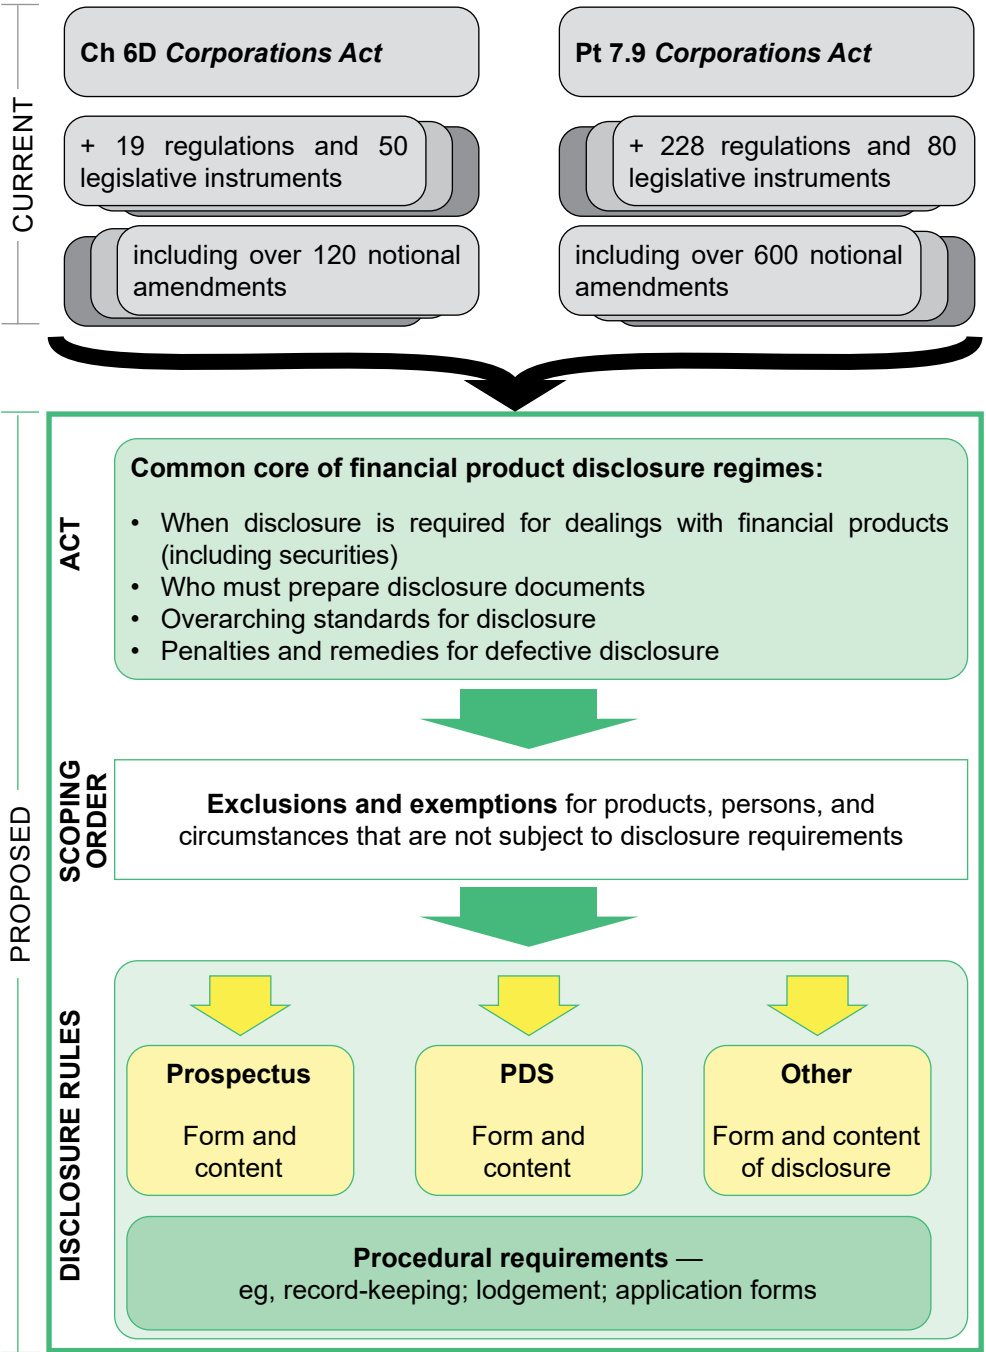 CURRENT
Ch 6D Corporations Act
Pt 7.9 Corporations Act
+ 19 regulations and 50
legislative instruments
+ 228 regulations and 80
legislative instruments
including over 120 notional
amendments
including over 600 notional
amendments
PROPOSED
ACT
Common core of financial product disclosure regimes:
• When disclosure is required for dealings with financial products
(including securities)
• Who must prepare disclosure documents
• Overarching standards for disclosure
• Penalties and remedies for defective disclosure
SCOPING
ORDER
Exclusions and exemptions for products, persons, and
circumstances that are not subject to disclosure requirements
DISCLOSURE RULES
Prospectus
Form and
content
PDS
Form and
content
Other
Form and content
of disclosure
Procedural requirements —
eg, record-keeping; lodgement; application forms